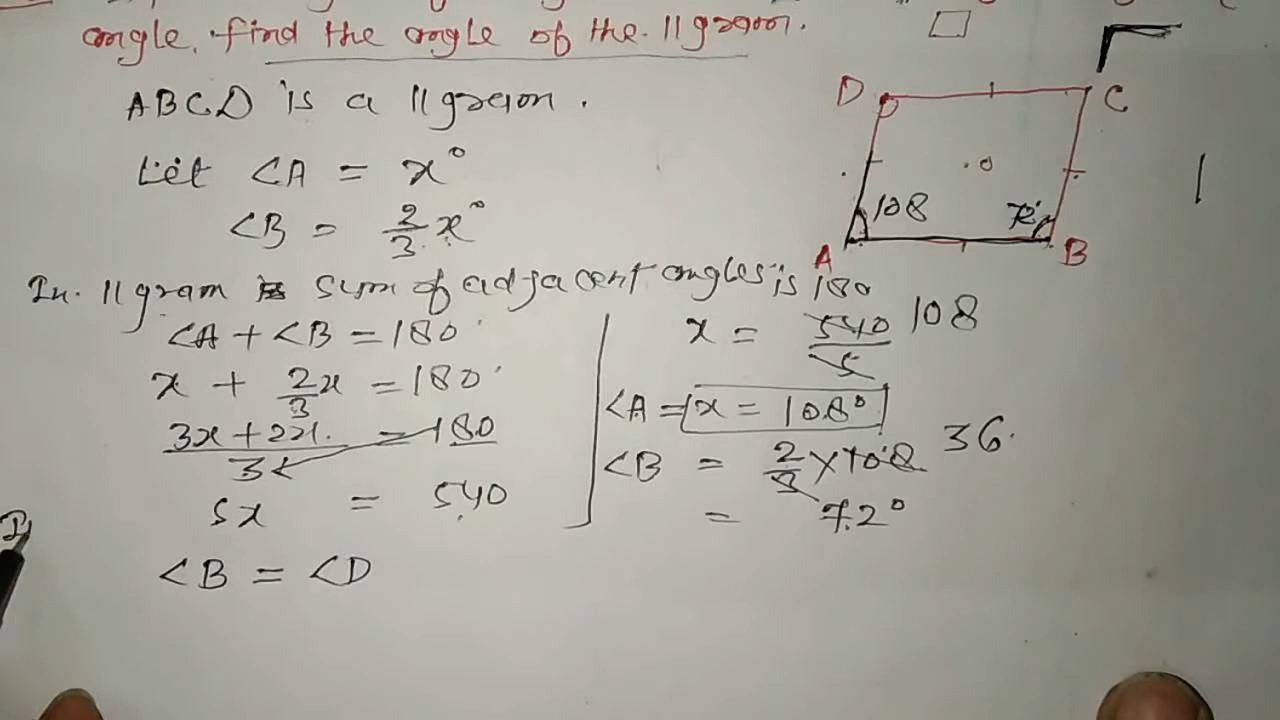 angle. find the angle of the ||gram.
ABCD is a ||gram.
Let <A = x°
<B = 2/3 x°
In ||gram sum of adjacent angles is 180
<A + <B = 180
x + 2/3 x = 180
3x + 2x / 3 = 180
5x = 540
<B = <D
x = 540/5 108
<A = x = 108°
<B = 2/3 × 108 36
= 72°
D
C
108
72
A
B